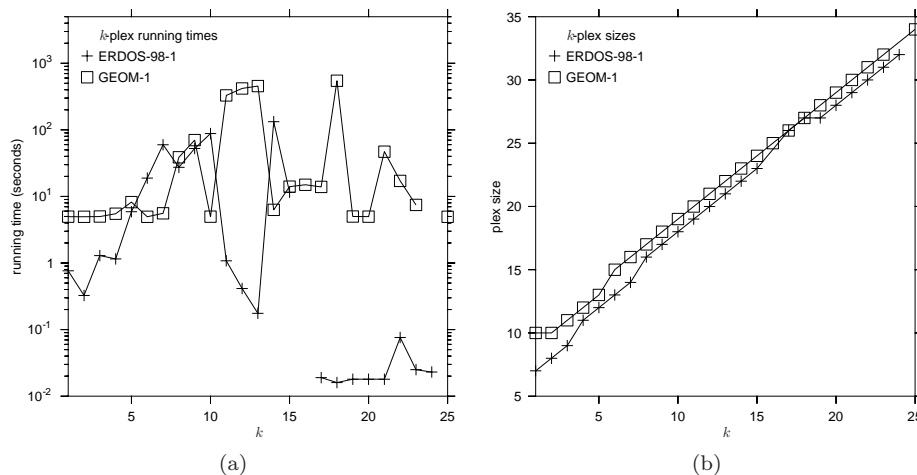 k-plex running times
ERDOS-98-1
GEOM-1
running time (seconds)
10³
10²
10
1
10⁻¹
10⁻²
5
10
15
20
25
k
(a)
k-plex sizes
ERDOS-98-1
GEOM-1
plex size
35
30
25
20
15
10
5
5
10
15
20
25
k
(b)